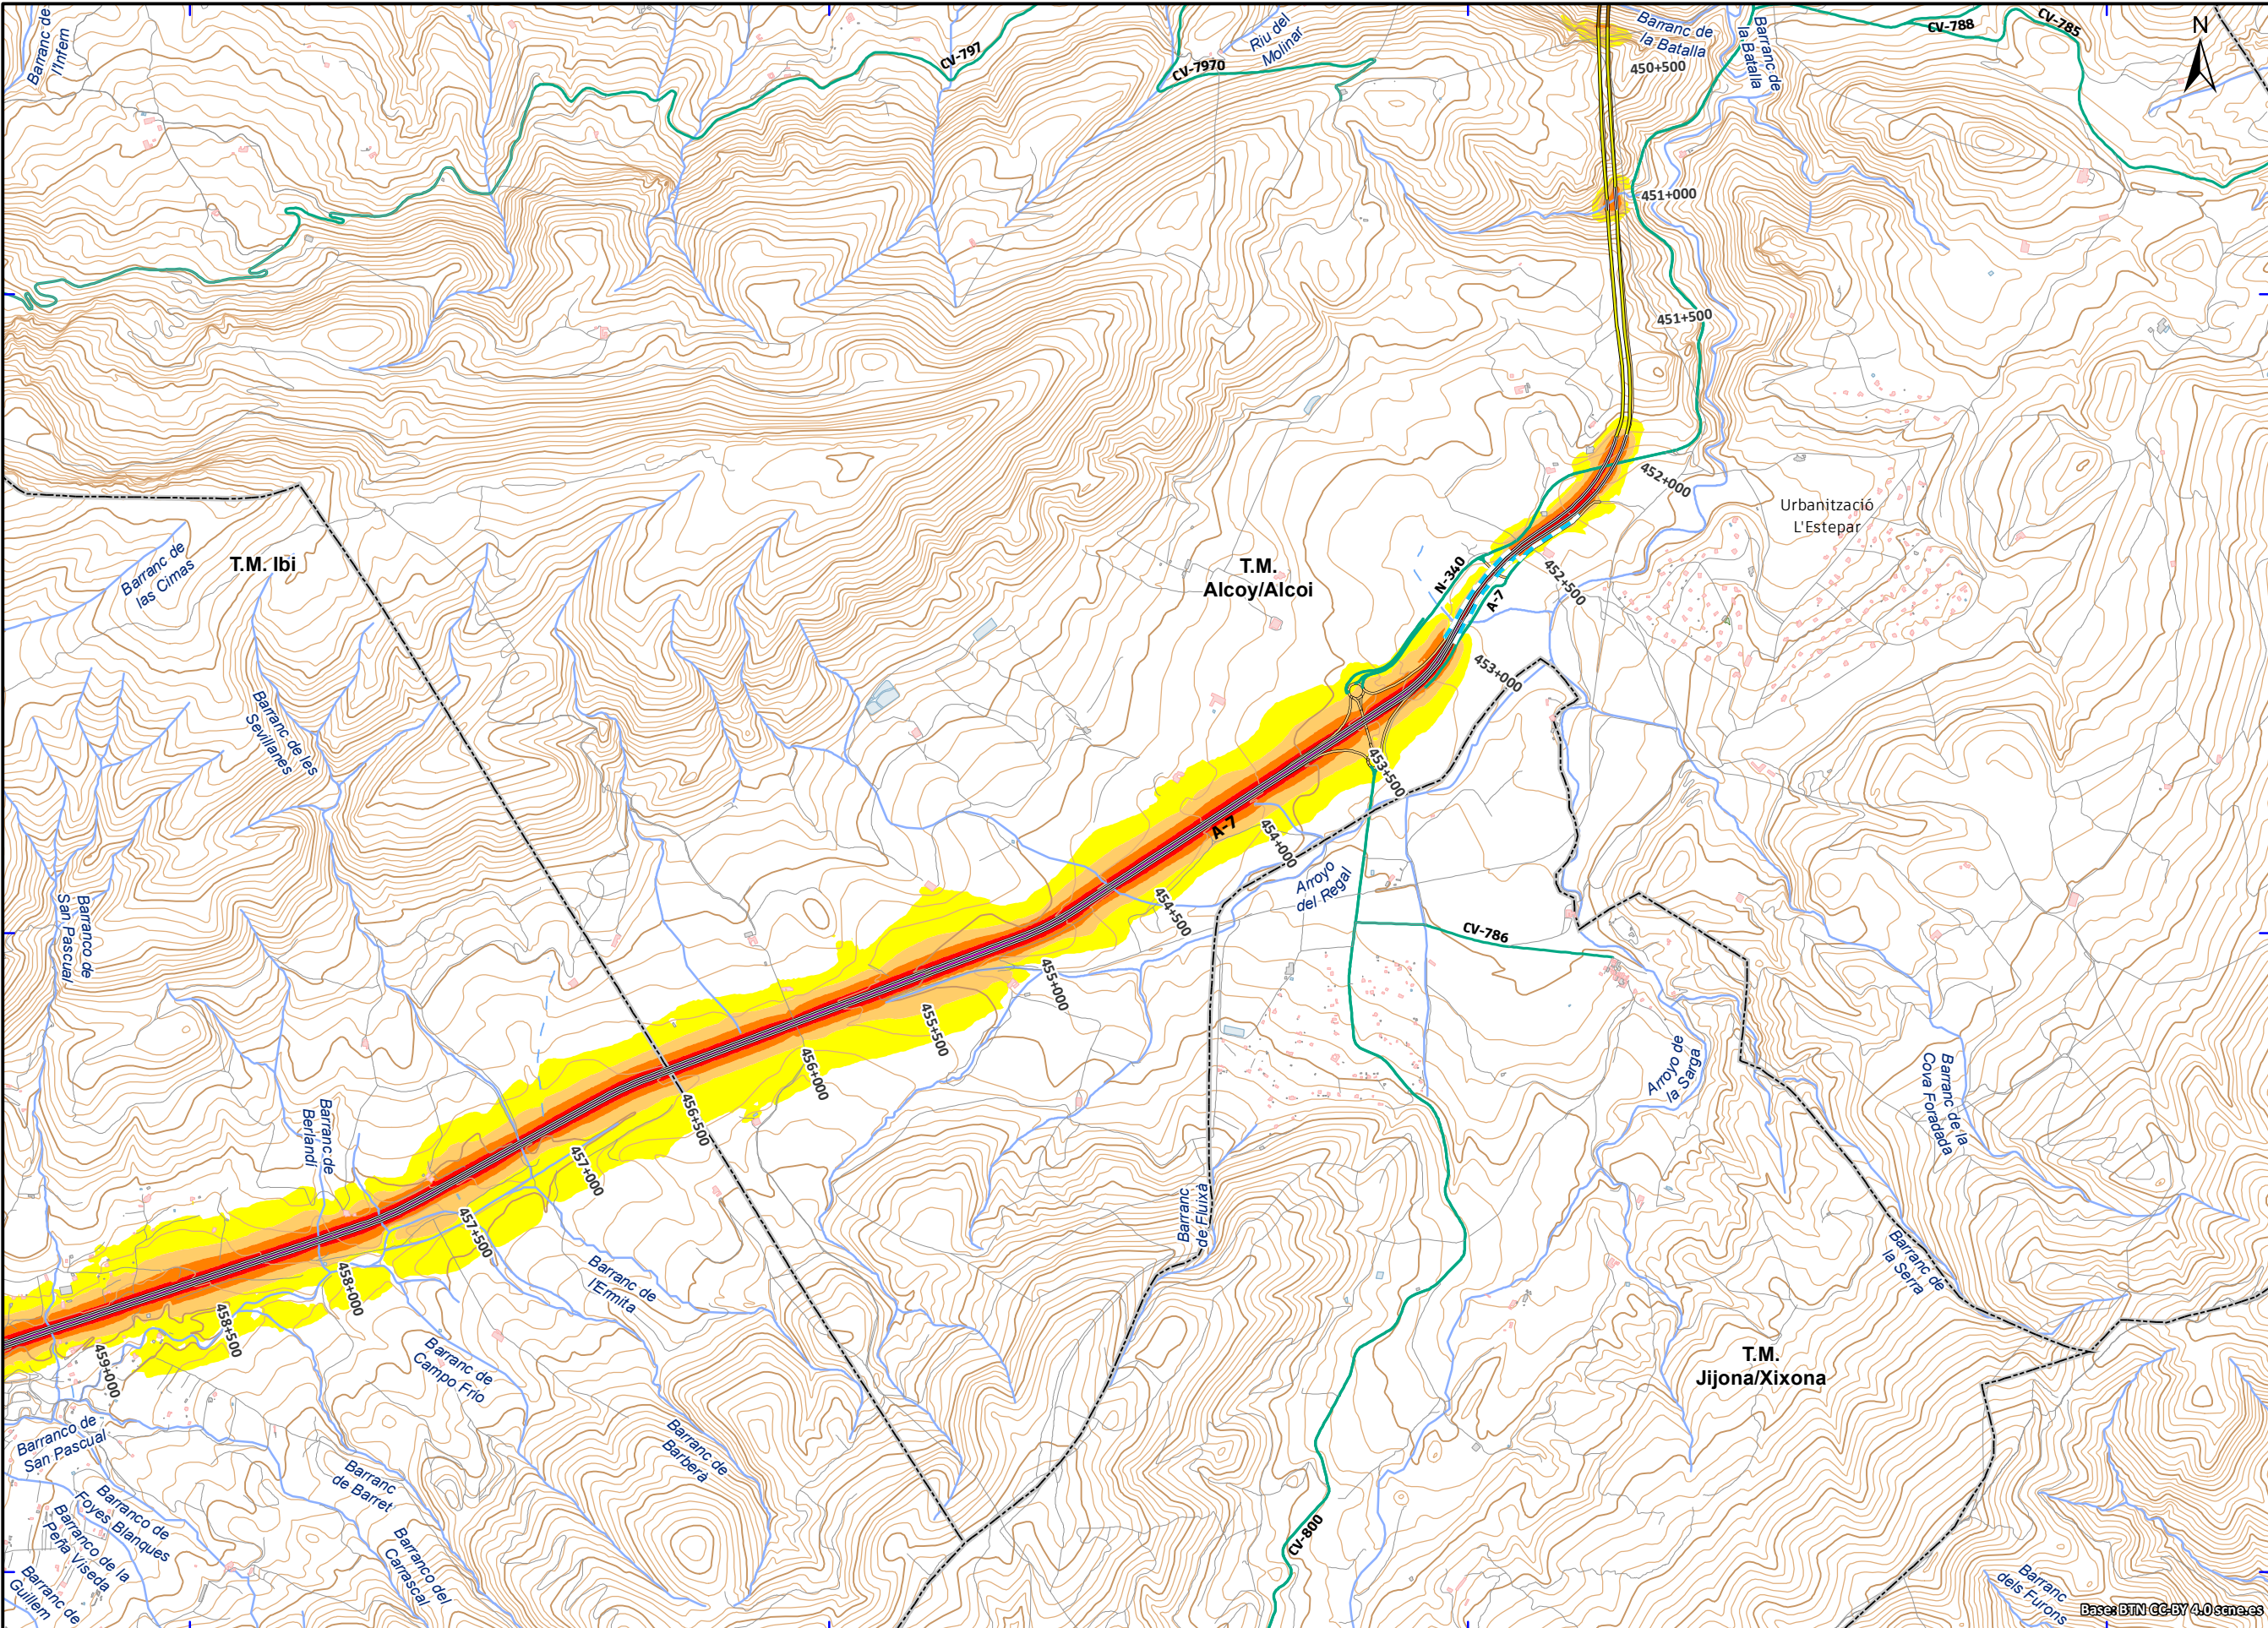 Barranc de
l'Infern
CV-797
CV-7970
Riu del
Molinar
Barranc de
la Batalla
Barranc de
la Batalla
CV-788
CV-785
N
450+500
451+000
451+500
452+000
Urbanització
L'Estepar
T.M. Ibi
Barranc de
las Cimas
T.M.
Alcoy/Alcoi
N-340
A-7
452+500
453+000
Barranc de les
Sevillanes
453+500
A-7
454+000
Arroyo
del Regal
454+500
CV-786
Barranco de
San Pascual
455+000
455+500
456+000
Arroyo de
la Sarga
Barranc de la
Cova Foradada
456+500
Barranc de
Berlandi
457+000
457+500
Barranc
de Fluixà
Barranc de
l'Ermita
Barranc de
la Serra
458+000
458+500
459+000
Barranc de
Campo Frio
T.M.
Jijona/Xixona
Barranco de
San Pascual
Barranc de
Barberà
Barranc
de Barret
Barranco de
Foyes Blanques
Barranco de la
Peña Viseda
Barranco del
Carrascal
CV-800
Barranc de
Guillem
Barranc
dels Furons
Base: BTN CC-BY 4.0 scne.es